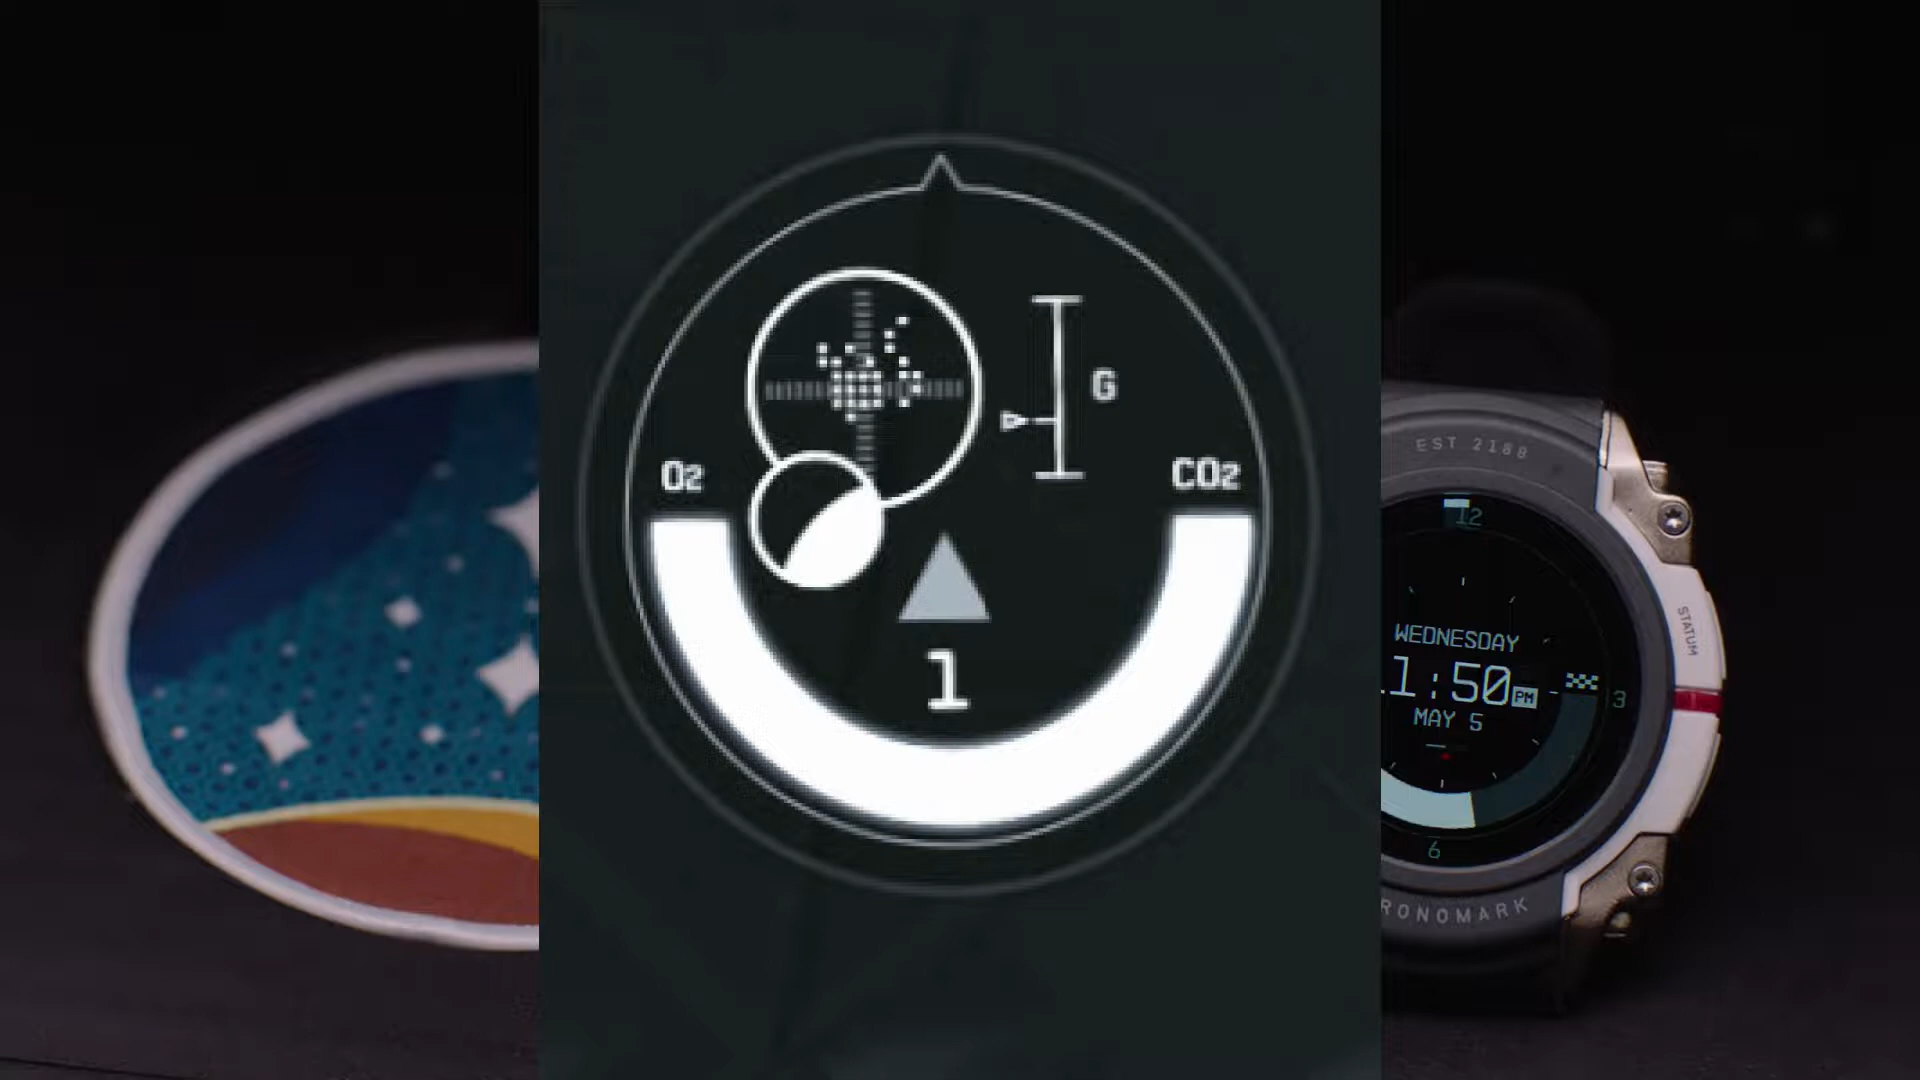 G
O2
CO2
1
EST 2188
12
STATUM
WEDNESDAY
1:50 PM
3
MAY 5
6
RONOMARK